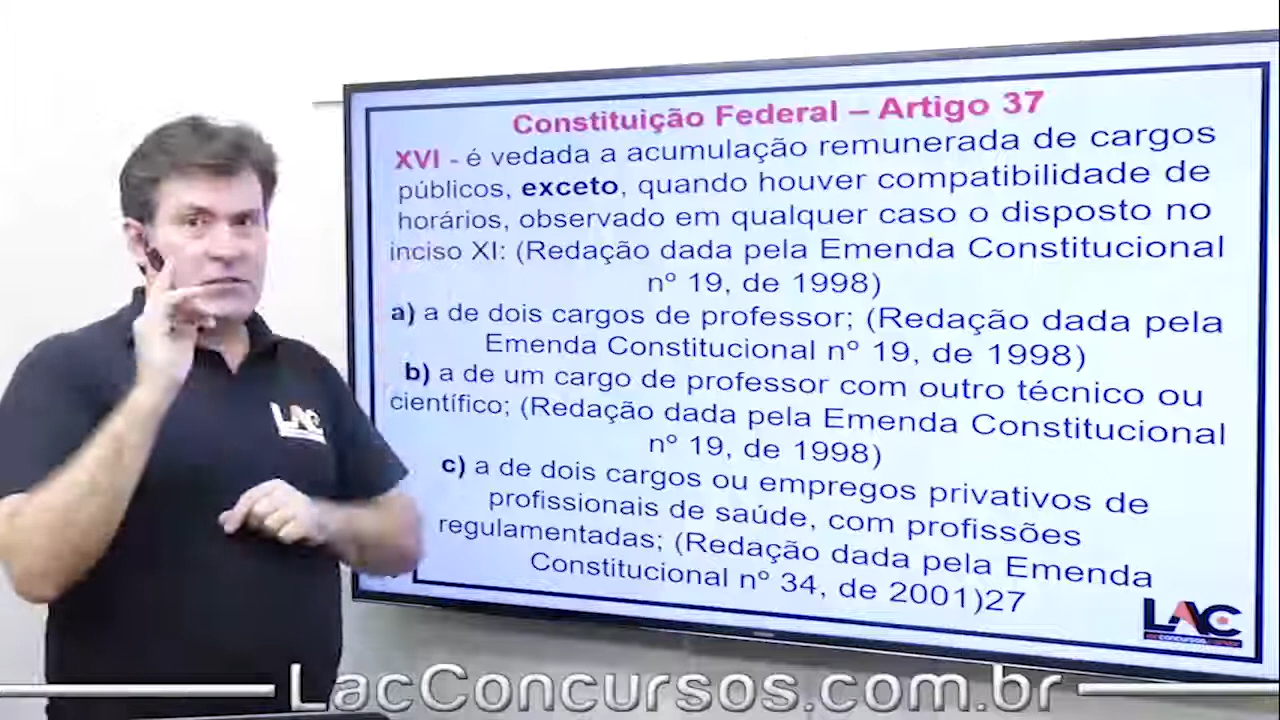 Constituição Federal – Artigo 37
XVI - é vedada a acumulação remunerada de cargos
públicos, exceto, quando houver compatibilidade de
horários, observado em qualquer caso o disposto no
inciso XI: (Redação dada pela Emenda Constitucional
nº 19, de 1998)
a) a de dois cargos de professor; (Redação dada pela
Emenda Constitucional nº 19, de 1998)
b) a de um cargo de professor com outro técnico ou
científico; (Redação dada pela Emenda Constitucional
nº 19, de 1998)
c) a de dois cargos ou empregos privativos de
profissionais de saúde, com profissões
regulamentadas; (Redação dada pela Emenda
Constitucional nº 34, de 2001)27
LAC
LAC
LacConcursos.com.br